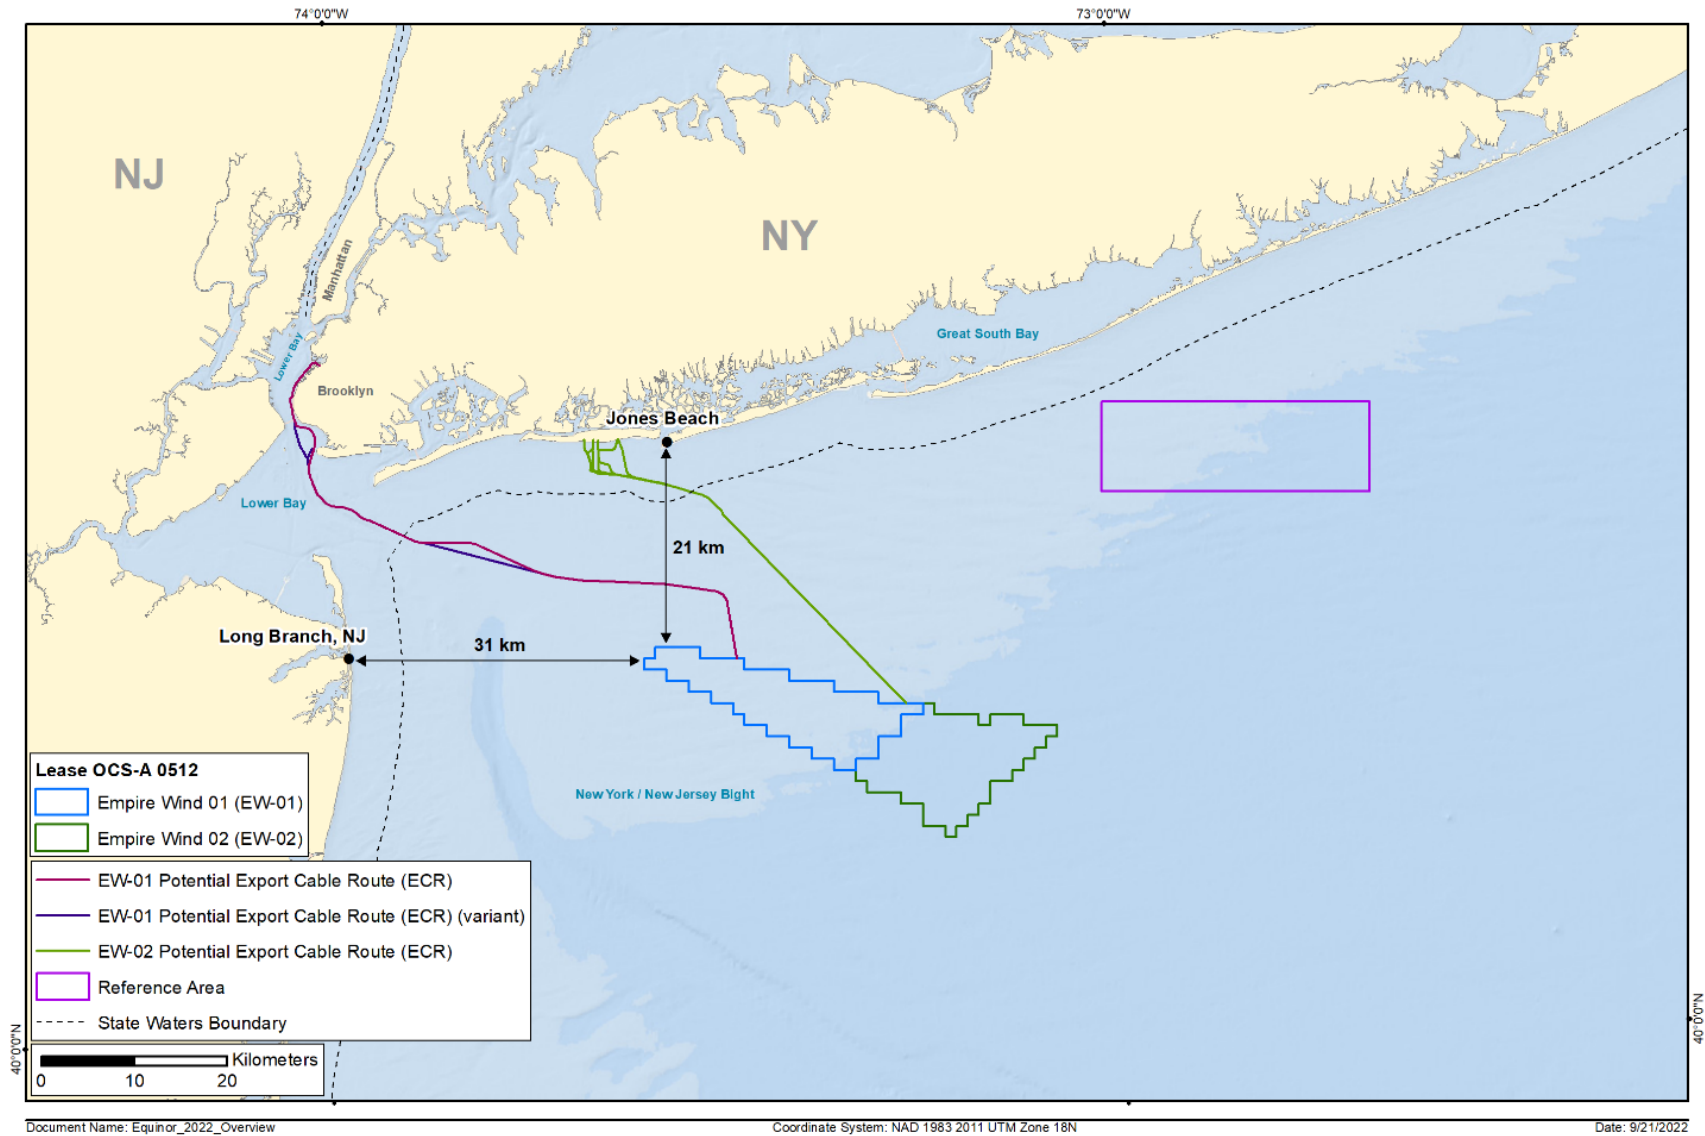 74°0'0"W
73°0'0"W
NJ
NY
Manhattan
Lower Bay
Brooklyn
Great South Bay
Jones Beach
Lower Bay
21 km
Long Branch, NJ
31 km
New York / New Jersey Bight
Lease OCS-A 0512
Empire Wind 01 (EW-01)
Empire Wind 02 (EW-02)
EW-01 Potential Export Cable Route (ECR)
EW-01 Potential Export Cable Route (ECR) (variant)
EW-02 Potential Export Cable Route (ECR)
Reference Area
State Waters Boundary
40°0'0"N
40°0'0"N
Kilometers
0 10 20
Document Name: Equinor_2022_Overview
Coordinate System: NAD 1983 2011 UTM Zone 18N
Date: 9/21/2022